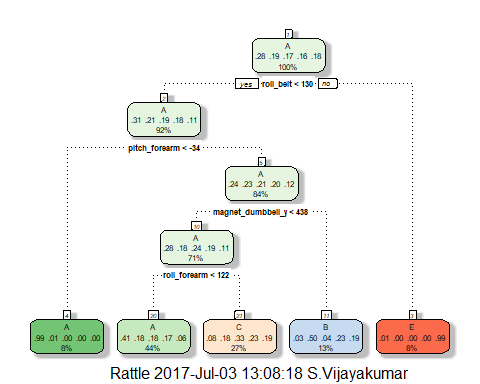 1
A
.28 .19 .17 .16 .18
100%
yes roll_belt < 130 no
2
A
.31 .21 .19 .18 .11
92%
pitch_forearm < -34
5
A
.24 .23 .21 .20 .12
84%
magnet_dumbbell_y < 438
10
A
.28 .18 .24 .19 .11
71%
roll_forearm < 122
4 20 21 11 3
A A C B E
.99 .01 .00 .00 .00 .41 .18 .18 .17 .06 .08 .18 .33 .23 .19 .03 .50 .04 .23 .19 .01 .00 .00 .00 .99
8% 44% 27% 13% 8%
Rattle 2017-Jul-03 13:08:18 S.Vijayakumar